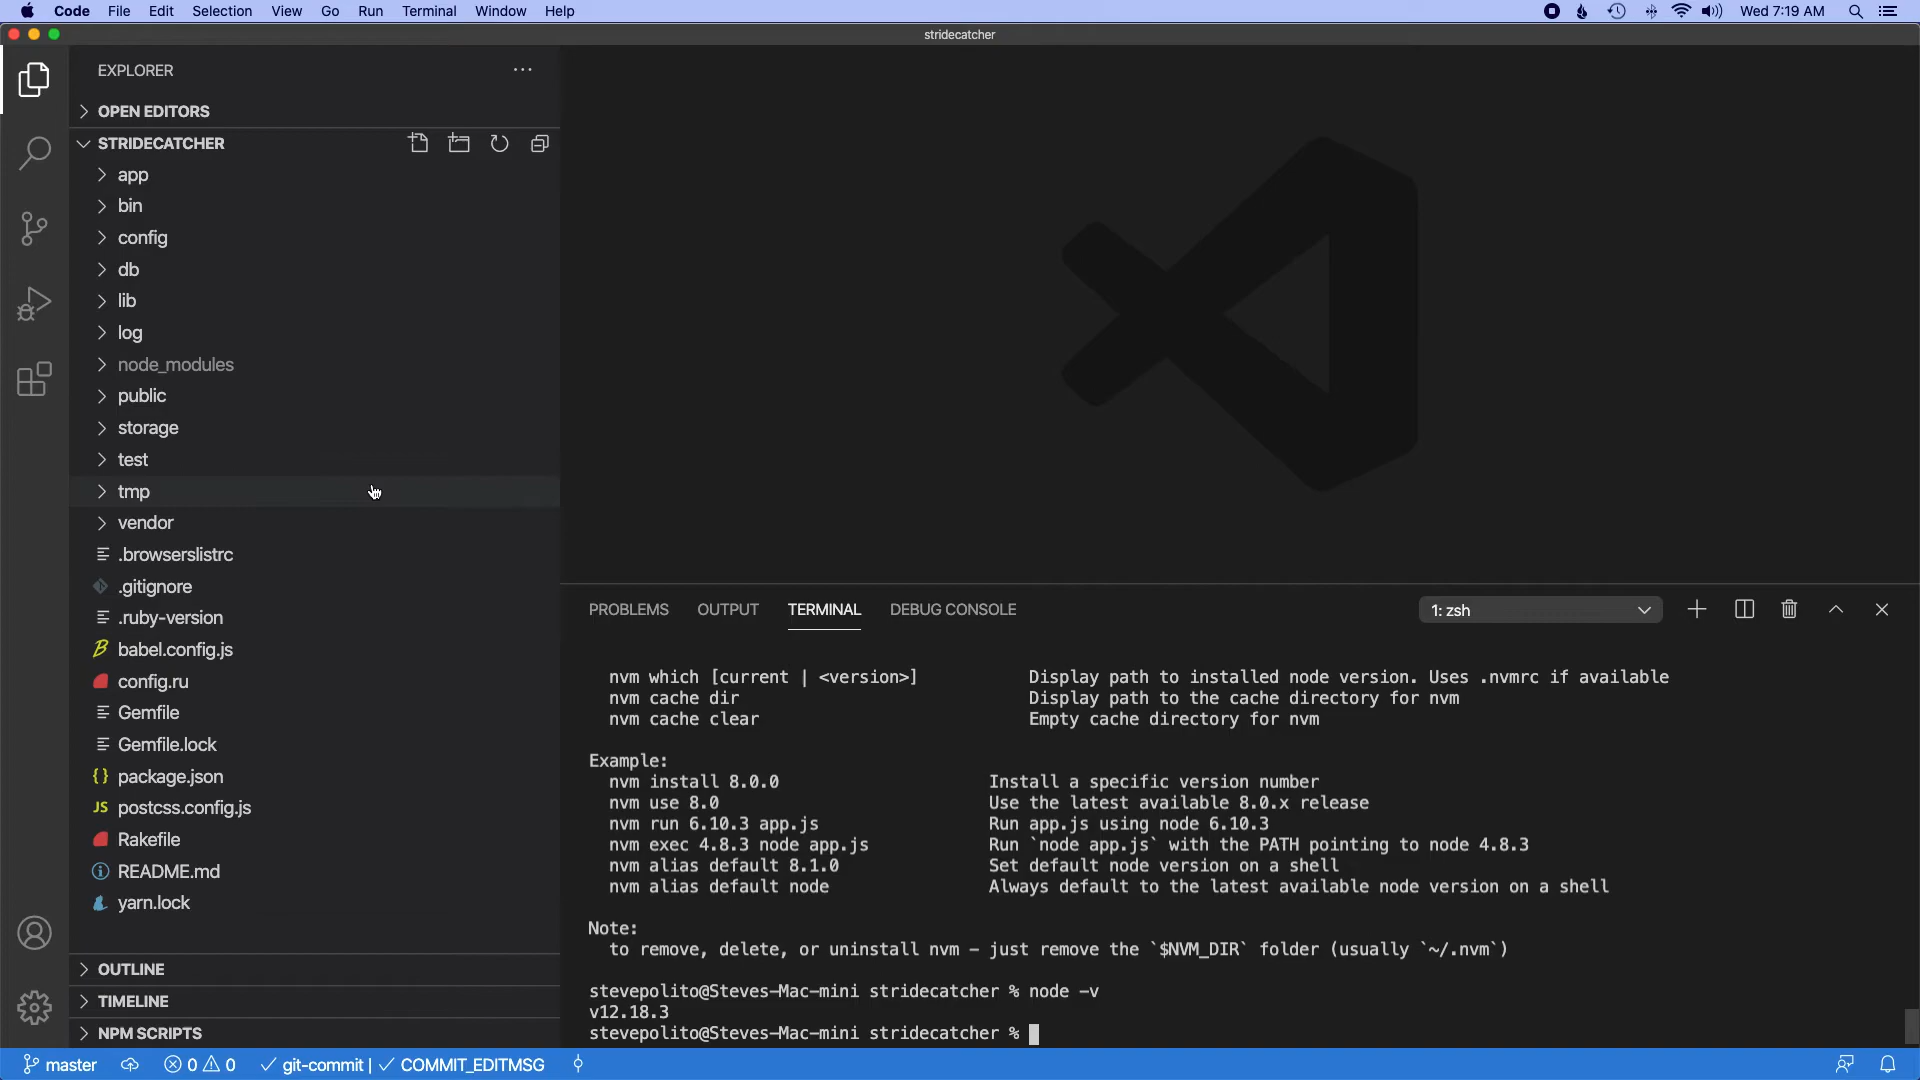 Code File Edit Selection View Go Run Terminal Window Help Wed 7:19 AM
stridecatcher
EXPLORER
OPEN EDITORS
STRIDECATCHER
app
bin
config
db
lib
log
node_modules
public
storage
test
tmp
vendor
.browserslistrc
.gitignore
.ruby-version
babel.config.js
config.ru
Gemfile
Gemfile.lock
package.json
JS postcss.config.js
Rakefile
README.md
yarn.lock
OUTLINE
TIMELINE
NPM SCRIPTS
PROBLEMS OUTPUT TERMINAL DEBUG CONSOLE 1: zsh
nvm which [current | <version>] Display path to installed node version. Uses .nvmrc if available
nvm cache dir Display path to the cache directory for nvm
nvm cache clear Empty cache directory for nvm
Example:
nvm install 8.0.0 Install a specific version number
nvm use 8.0 Use the latest available 8.0.x release
nvm run 6.10.3 app.js Run app.js using node 6.10.3
nvm exec 4.8.3 node app.js Run `node app.js` with the PATH pointing to node 4.8.3
nvm alias default 8.1.0 Set default node version on a shell
nvm alias default node Always default to the latest available node version on a shell
Note:
to remove, delete, or uninstall nvm – just remove the `$NVM_DIR` folder (usually `~/.nvm`)
stevepolito@Steves-Mac-mini stridecatcher % node -v
v12.18.3
stevepolito@Steves-Mac-mini stridecatcher %
master 0 0 git-commit | COMMIT_EDITMSG